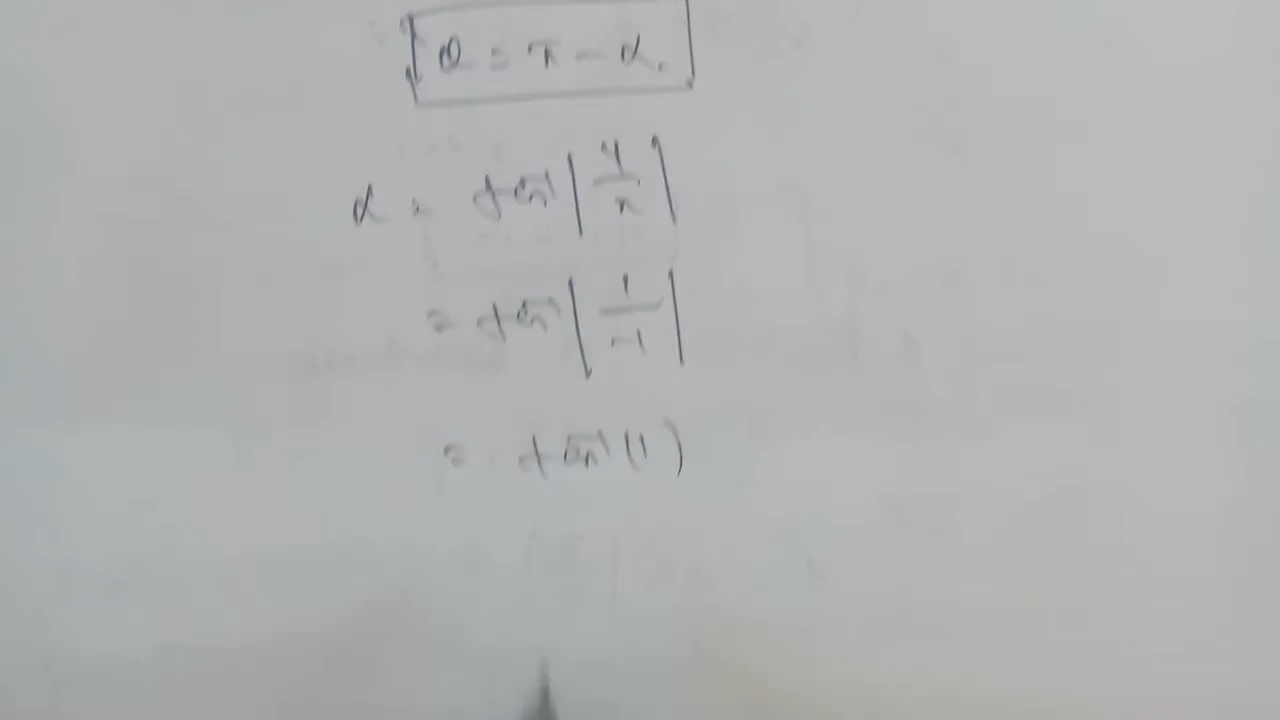 θ = π - α.
α = tan⁻¹ | y/x |
= tan⁻¹ | 1/-1 |
= tan⁻¹ (1)